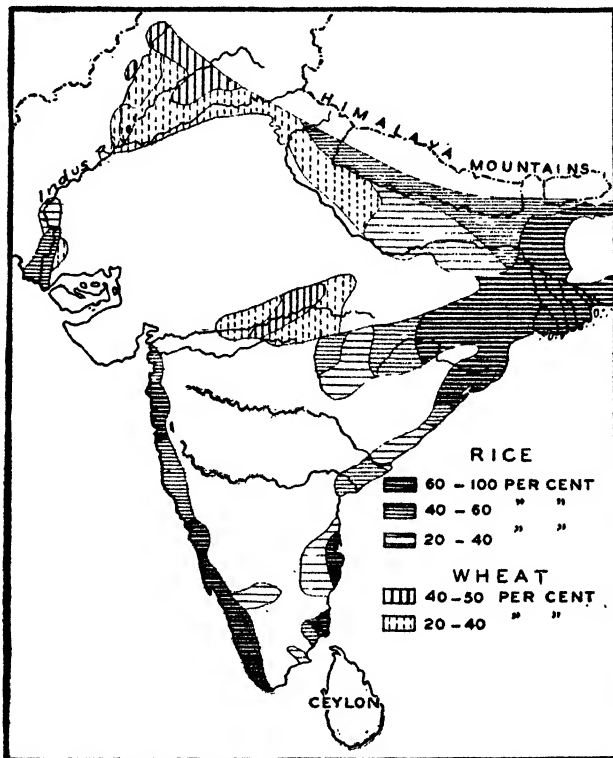 HIMALAYA
MOUNTAINS
Indus River
RICE
60 – 100 PER CENT
40 – 60 " "
20 – 40 " "
WHEAT
40–50 PER CENT
20 – 40 " "
CEYLON